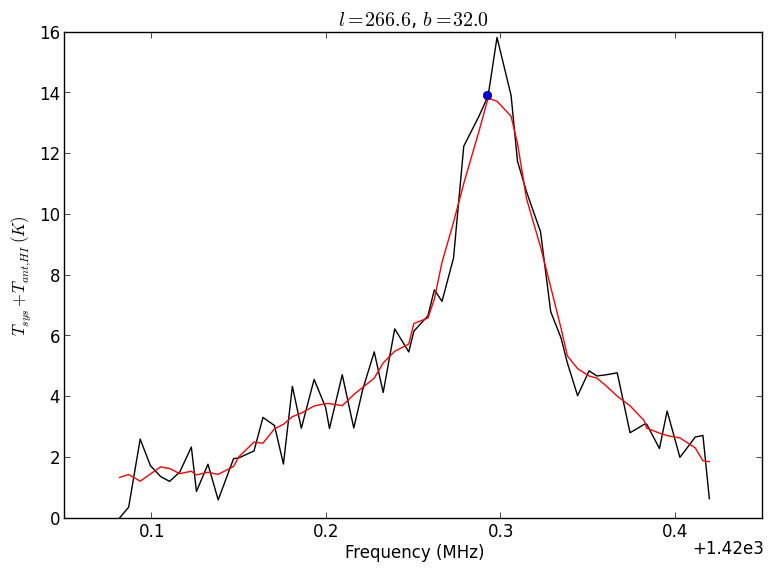 l = 266.6, b = 32.0
16
14
12
10
8
6
4
2
0
T_sys + T_ant,HI (K)
0.1 0.2 0.3 0.4
Frequency (MHz)
+1.42e3